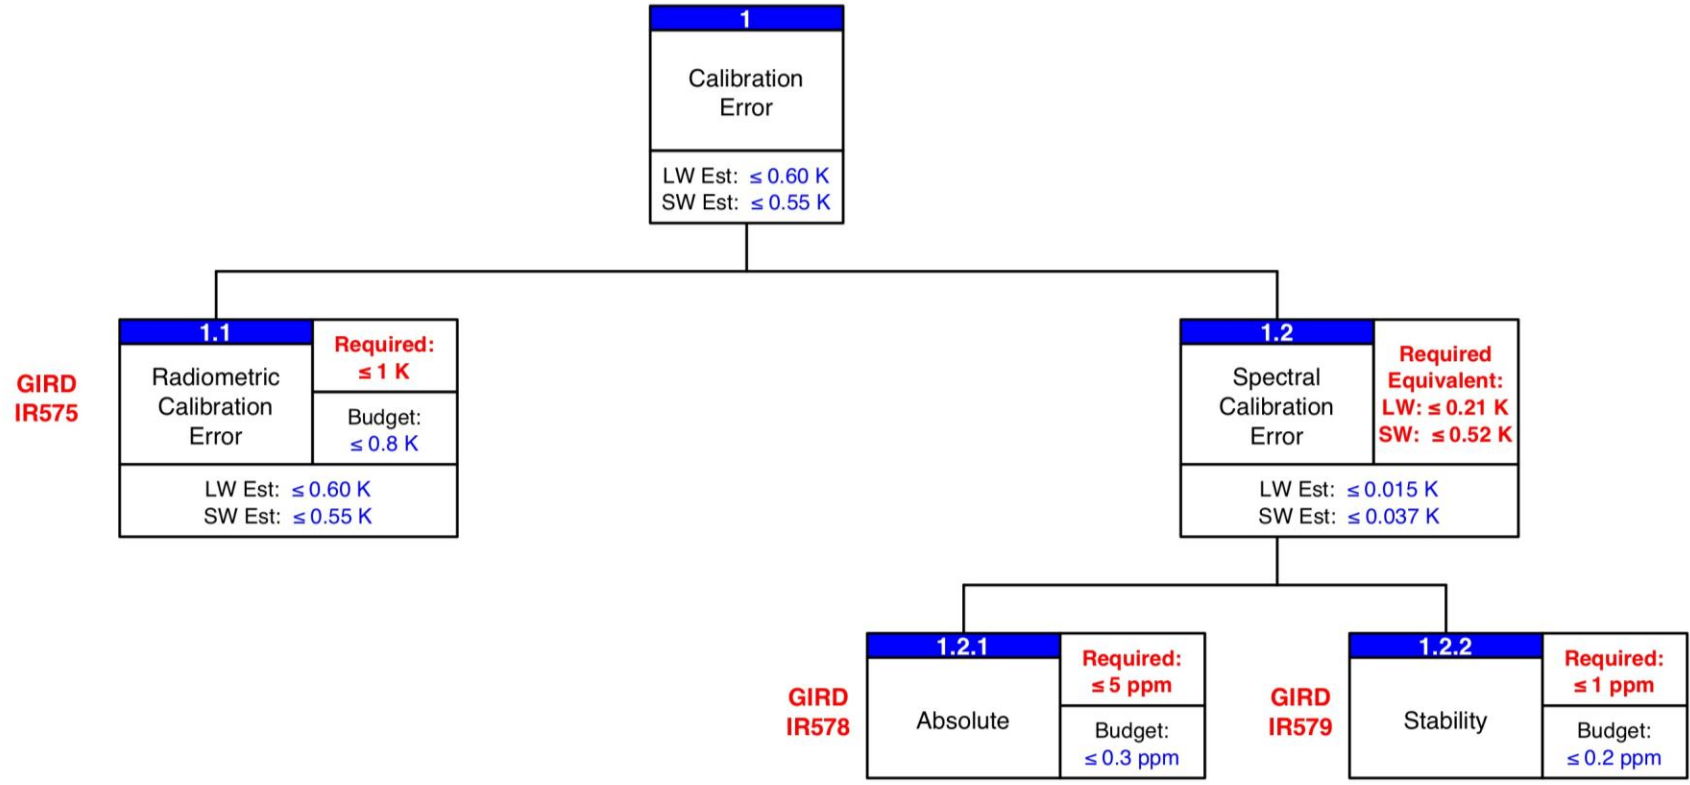 1
Calibration
Error
LW Est: ≤ 0.60 K
SW Est: ≤ 0.55 K
GIRD
IR575
1.1
Radiometric
Calibration
Error
Required:
≤ 1 K
Budget:
≤ 0.8 K
LW Est: ≤ 0.60 K
SW Est: ≤ 0.55 K
1.2
Spectral
Calibration
Error
Required
Equivalent:
LW: ≤ 0.21 K
SW: ≤ 0.52 K
LW Est: ≤ 0.015 K
SW Est: ≤ 0.037 K
GIRD
IR578
1.2.1
Absolute
Required:
≤ 5 ppm
Budget:
≤ 0.3 ppm
GIRD
IR579
1.2.2
Stability
Required:
≤ 1 ppm
Budget:
≤ 0.2 ppm